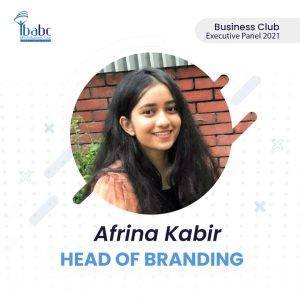 ibabc
Business Club
Executive Panel 2021
Afrina Kabir
HEAD OF BRANDING